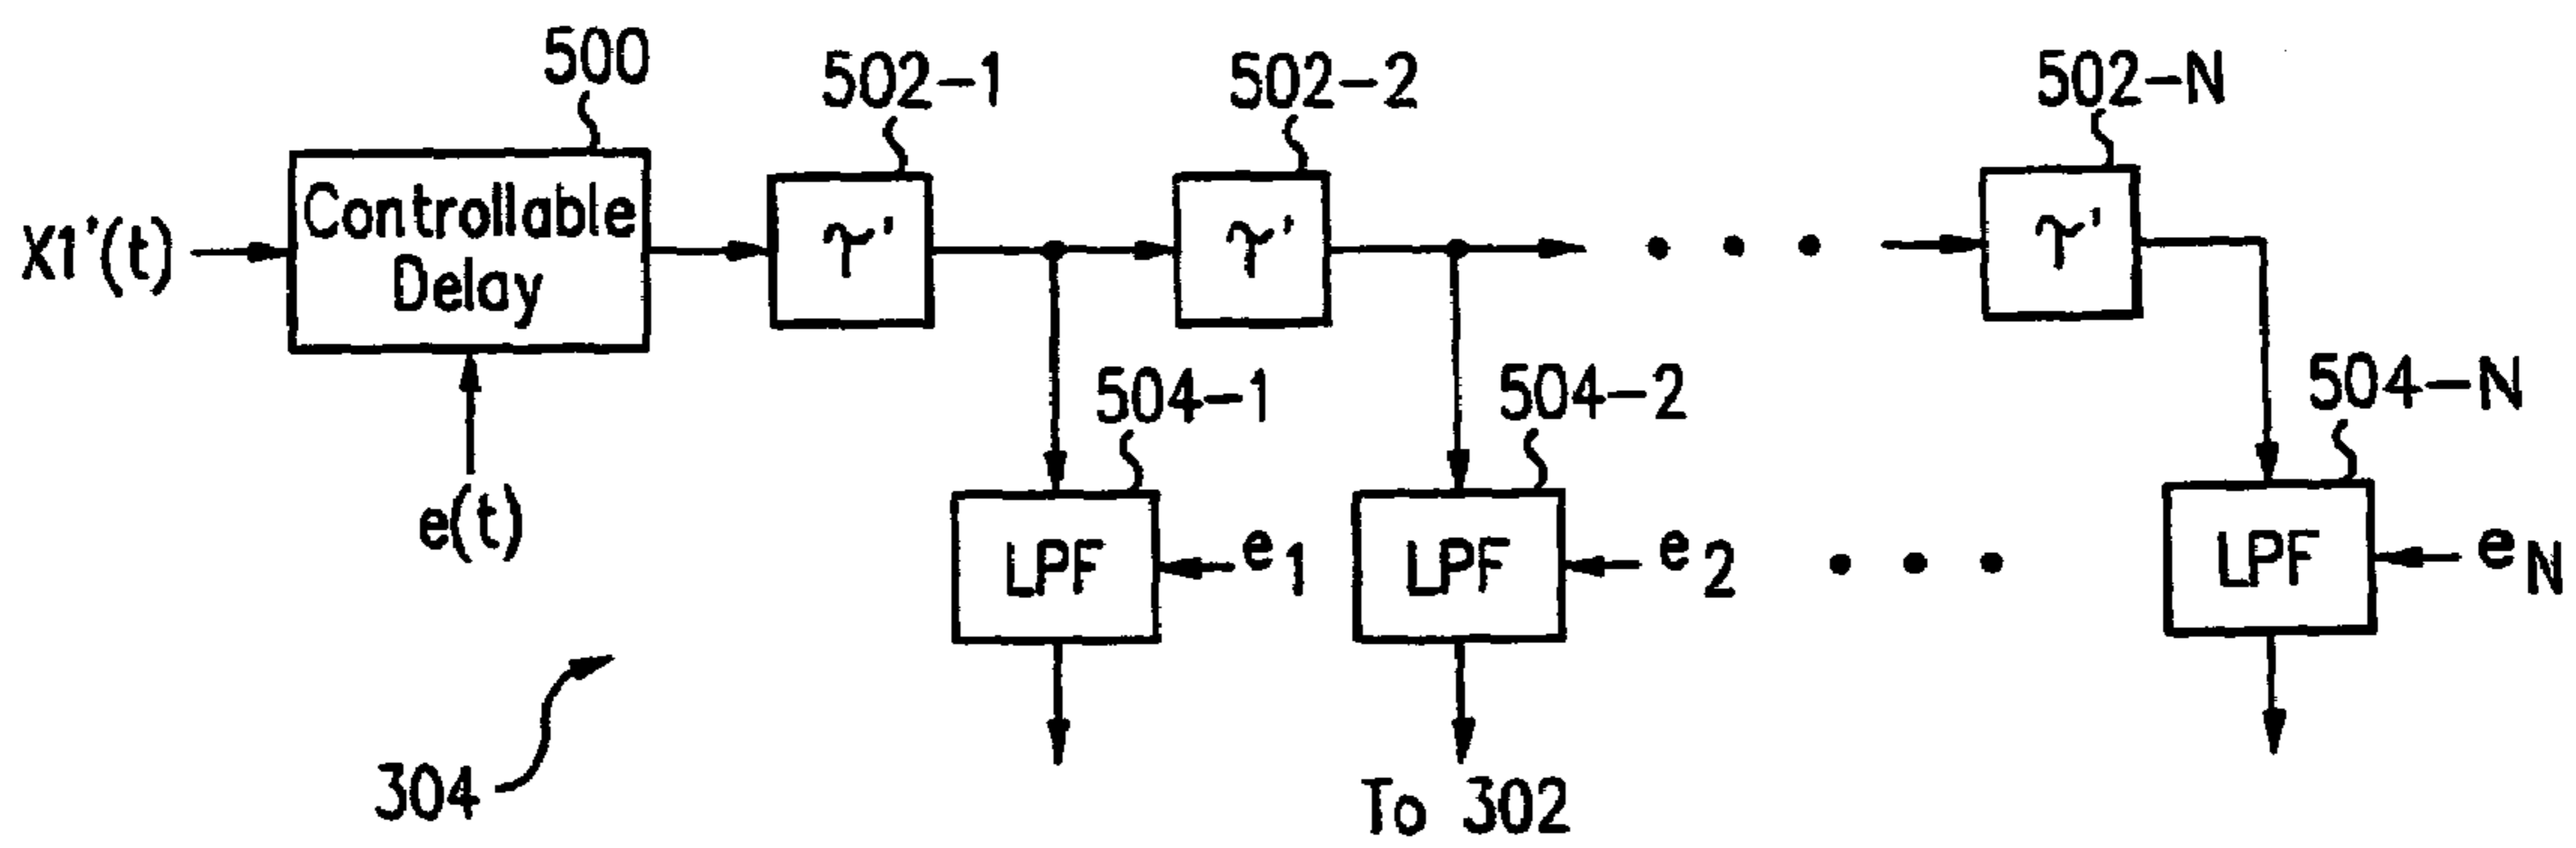 500
502-1
502-2
502-N
X1'(t)
Controllable
Delay
τ'
τ'
τ'
504-1
504-2
504-N
e(t)
LPF
e1
LPF
e2
LPF
eN
304
To 302